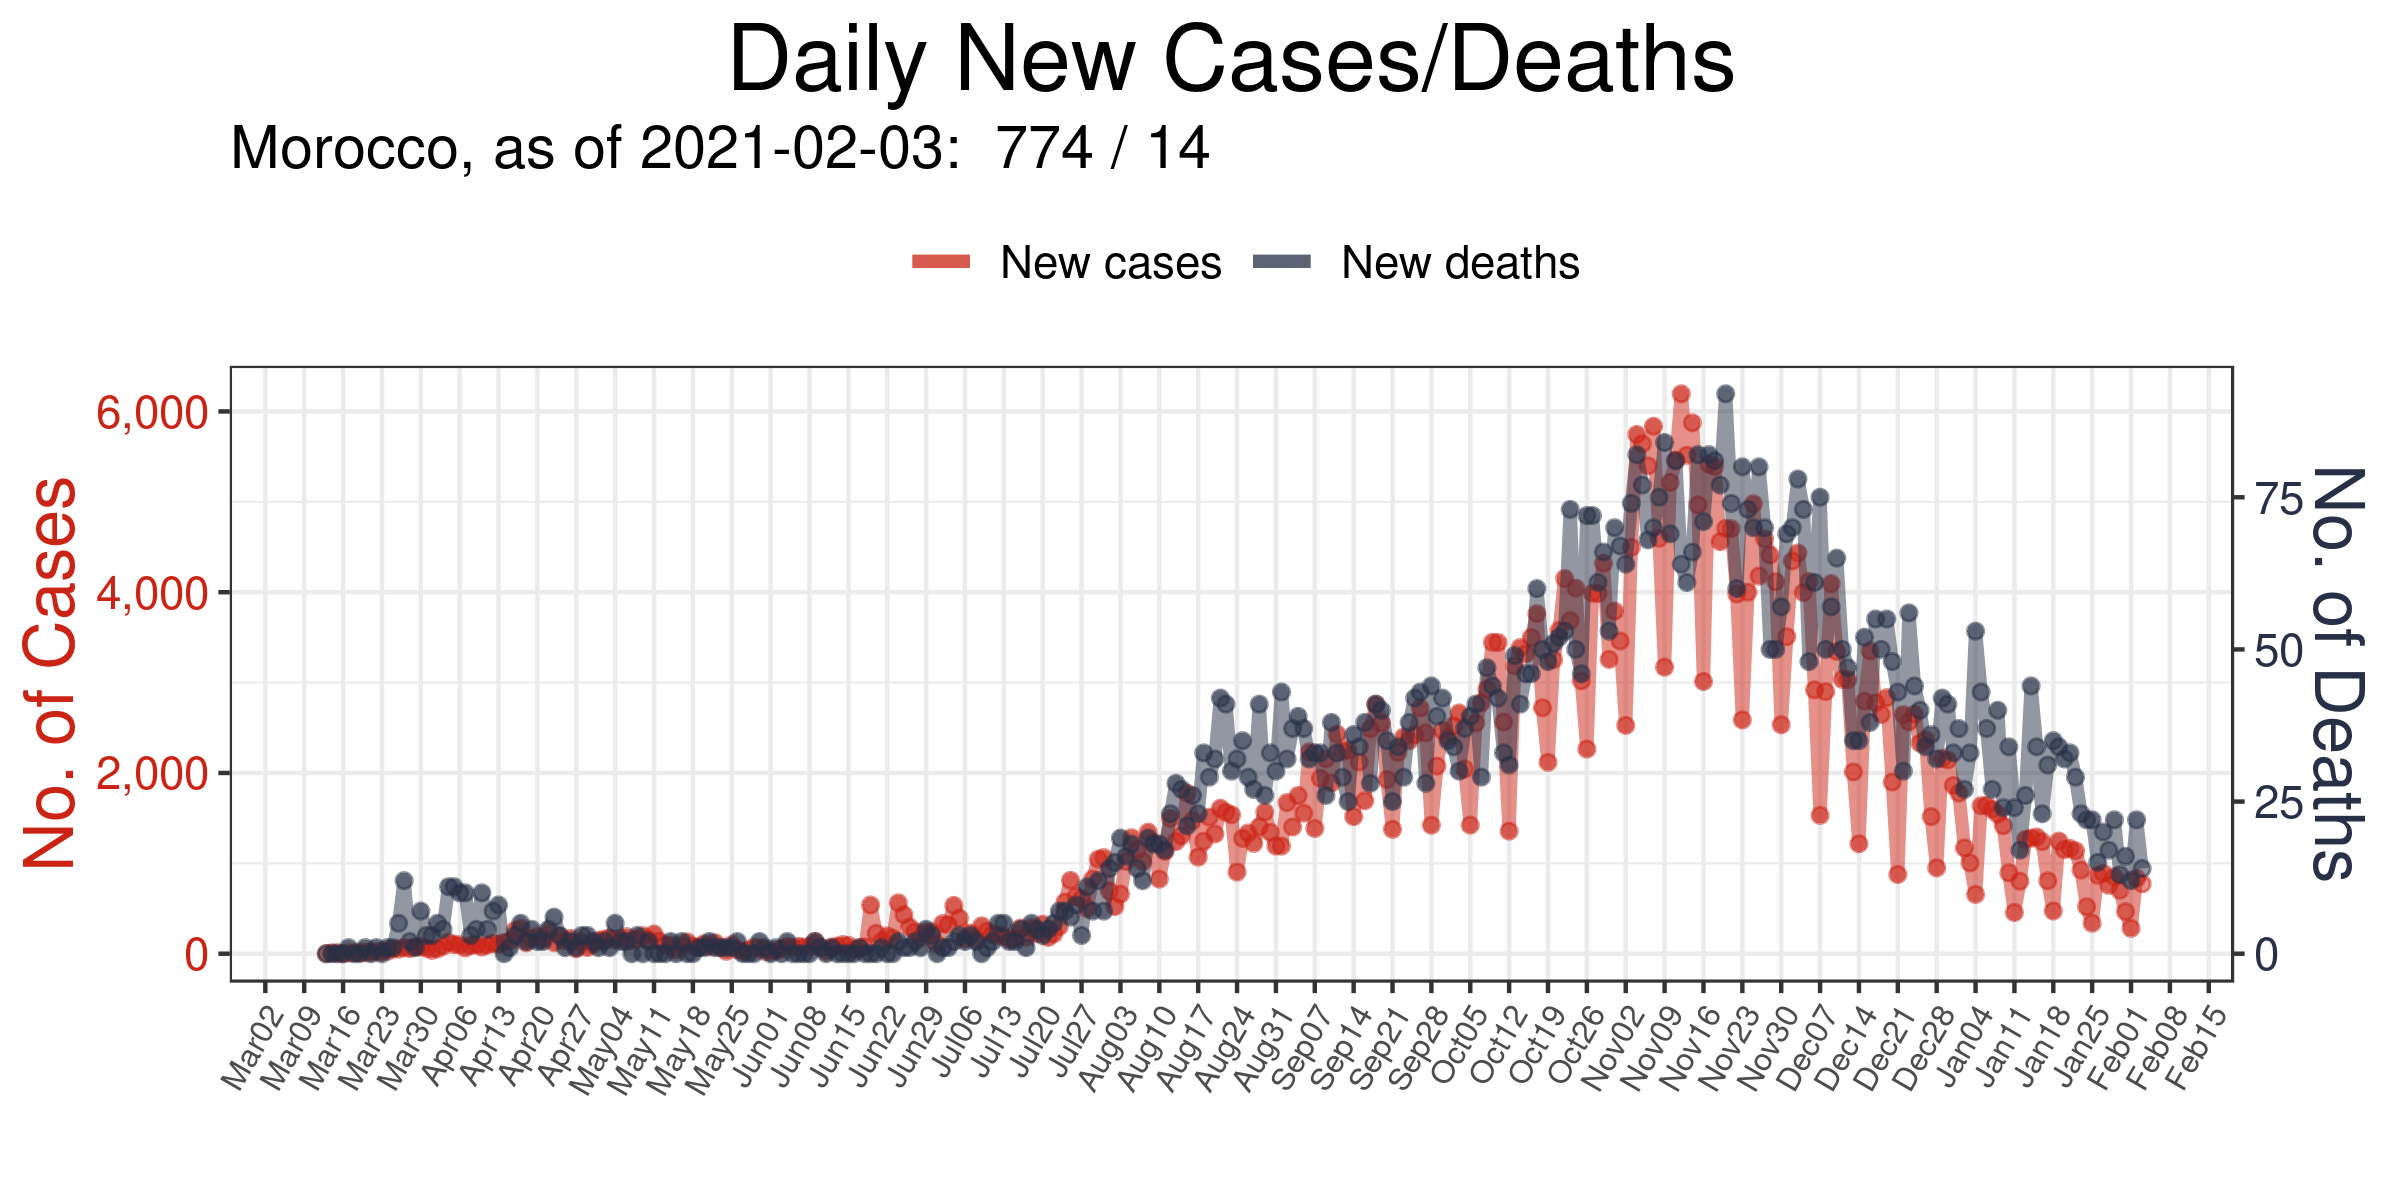 Daily New Cases/Deaths
Morocco, as of 2021-02-03:  774 / 14
New cases
New deaths
No. of Cases
6,000
4,000
2,000
0
75
50
25
0
No. of Deaths
Mar02
Mar09
Mar16
Mar23
Mar30
Apr06
Apr13
Apr20
Apr27
May04
May11
May18
May25
Jun01
Jun08
Jun15
Jun22
Jun29
Jul06
Jul13
Jul20
Jul27
Aug03
Aug10
Aug17
Aug24
Aug31
Sep07
Sep14
Sep21
Sep28
Oct05
Oct12
Oct19
Oct26
Nov02
Nov09
Nov16
Nov23
Nov30
Dec07
Dec14
Dec21
Dec28
Jan04
Jan11
Jan18
Jan25
Feb01
Feb08
Feb15